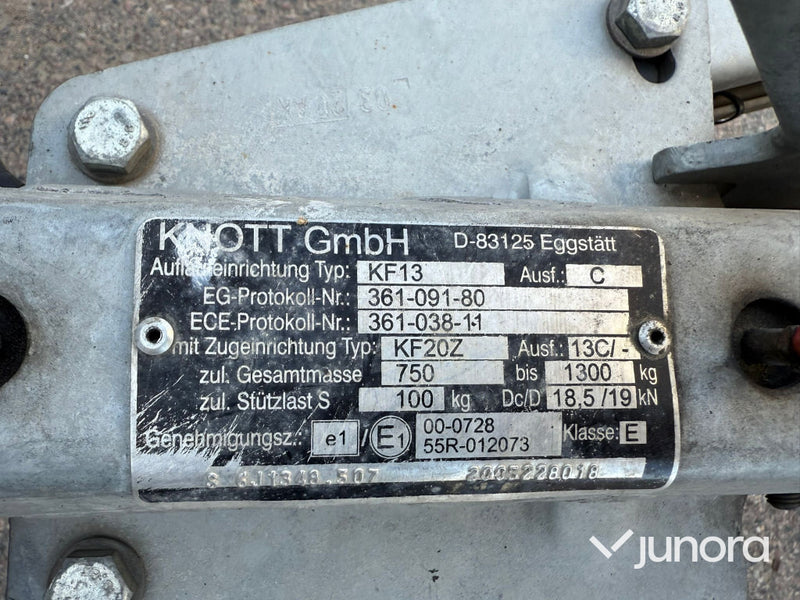 KNOTT GmbH D-83125 Eggstätt
Auflaufeinrichtung Typ: KF13 Ausf.: C
EG-Protokoll-Nr.: 361-091-80
ECE-Protokoll-Nr.: 361-038-11
mit Zugeinrichtung Typ: KF20Z Ausf.: 13C/-
zul. Gesamtmasse 750 bis 1300 kg
zul. Stützlast S 100 kg Dc/D 18.5/19 kN
Genehmigungsz.: e1 / E1 00-0728 Klasse: E
55R-012073
junora